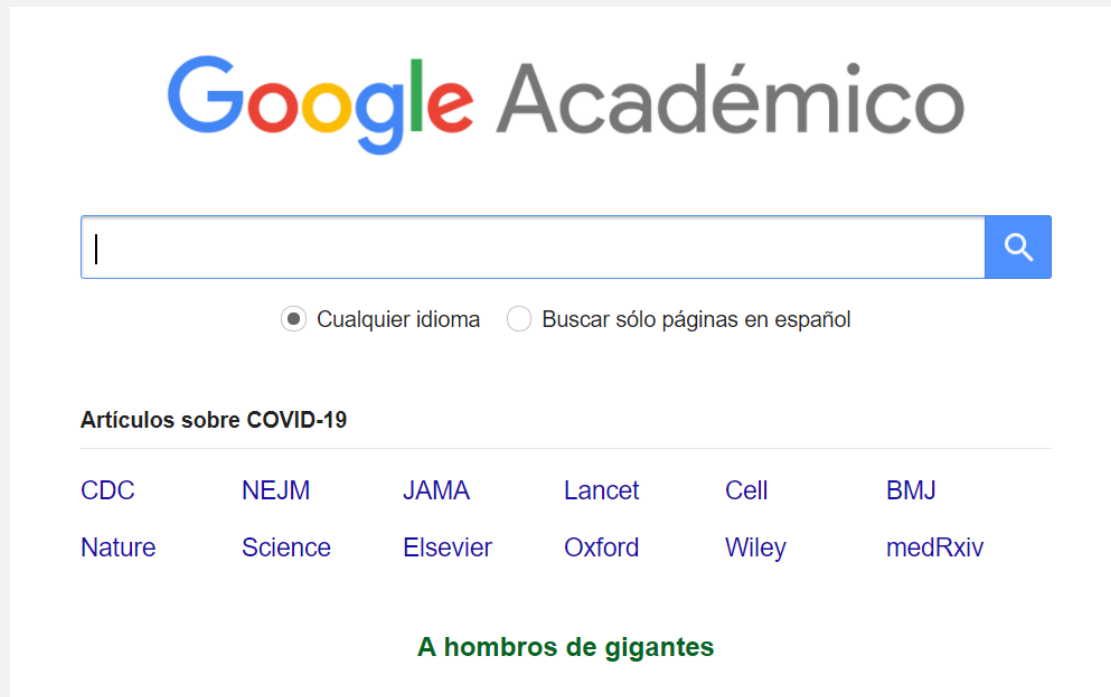 Google Académico
Cualquier idioma Buscar sólo páginas en español
Artículos sobre COVID-19
CDC NEJM JAMA Lancet Cell BMJ
Nature Science Elsevier Oxford Wiley medRxiv
A hombros de gigantes